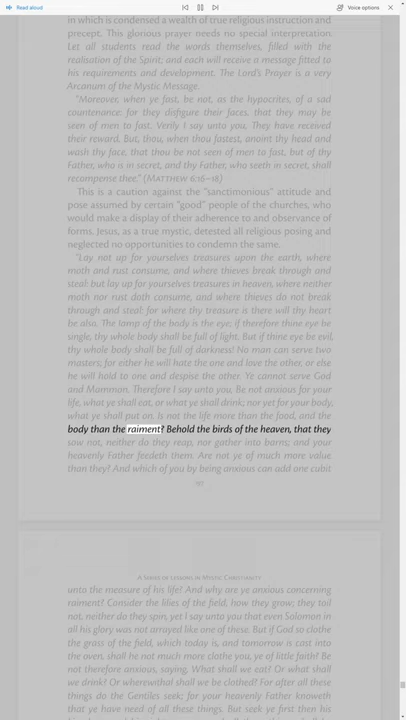 Read aloud
Voice options
in which is condensed a wealth of true religious instruction and
precept. This glorious prayer needs no special interpretation.
Let all students read the words themselves, filled with the
realisation of the Spirit; and each will receive a message fitted to
his requirements and development. The Lord's Prayer is a very
Arcanum of the Mystic Message.
"Moreover, when ye fast, be not, as the hypocrites, of a sad
countenance: for they disfigure their faces, that they may be
seen of men to fast. Verily I say unto you, They have received
their reward. But, thou, when thou fastest, anoint thy head and
wash thy face, that thou be not seen of men to fast, but of thy
Father, who is in secret, and thy Father, who seeth in secret, shall
recompense thee." (MATTHEW 6:16–18)
This is a caution against the "sanctimonious" attitude and
pose assumed by certain "good" people of the churches, who
would make a display of their adherence to and observance of
forms. Jesus, as a true mystic, detested all religious posing and
neglected no opportunities to condemn the same.
"Lay not up for yourselves treasures upon the earth, where
moth and rust consume, and where thieves break through and
steal: but lay up for yourselves treasures in heaven, where neither
moth nor rust doth consume, and where thieves do not break
through and steal: for where thy treasure is there will thy heart
be also. The lamp of the body is the eye; if therefore thine eye be
single, thy whole body shall be full of light. But if thine eye be evil,
thy whole body shall be full of darkness! No man can serve two
masters; for either he will hate the one and love the other, or else
he will hold to one and despise the other. Ye cannot serve God
and Mammon. Therefore I say unto you, Be not anxious for your
life, what ye shall eat, or what ye shall drink; nor yet for your body,
what ye shall put on. Is not the life more than the food, and the
body than the raiment? Behold the birds of the heaven, that they
sow not, neither do they reap, nor gather into barns; and your
heavenly Father feedeth them. Are not ye of much more value
than they? And which of you by being anxious can add one cubit
A SERIES OF LESSONS IN MYSTIC CHRISTIANITY
unto the measure of his life? And why are ye anxious concerning
raiment? Consider the lilies of the field, how they grow; they toil
not, neither do they spin, yet I say unto you that even Solomon in
all his glory was not arrayed like one of these. But if God so clothe
the grass of the field, which today is, and tomorrow is cast into
the oven, shall he not much more clothe you, ye of little faith? Be
not therefore anxious, saying, What shall we eat? Or what shall
we drink? Or wherewithal shall we be clothed? For after all these
things do the Gentiles seek; for your heavenly Father knoweth
that ye have need of all these things. But seek ye first his